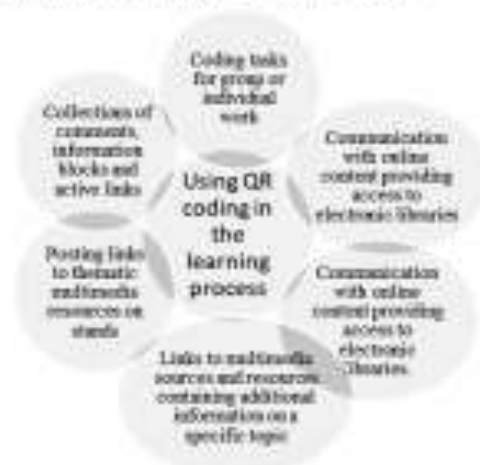 Coding tasks
for group or
individual
work
Communication
with online
content providing
access to
electronic libraries
Communication
with online
content providing
access to
electronic
libraries.
Links to multimedia
sources and resources
containing additional
information on a
specific topic
Posting links
to thematic
multimedia
resources on
stands
Collections of
comments,
information
blocks and
active links
Using QR
coding in
the
learning
process